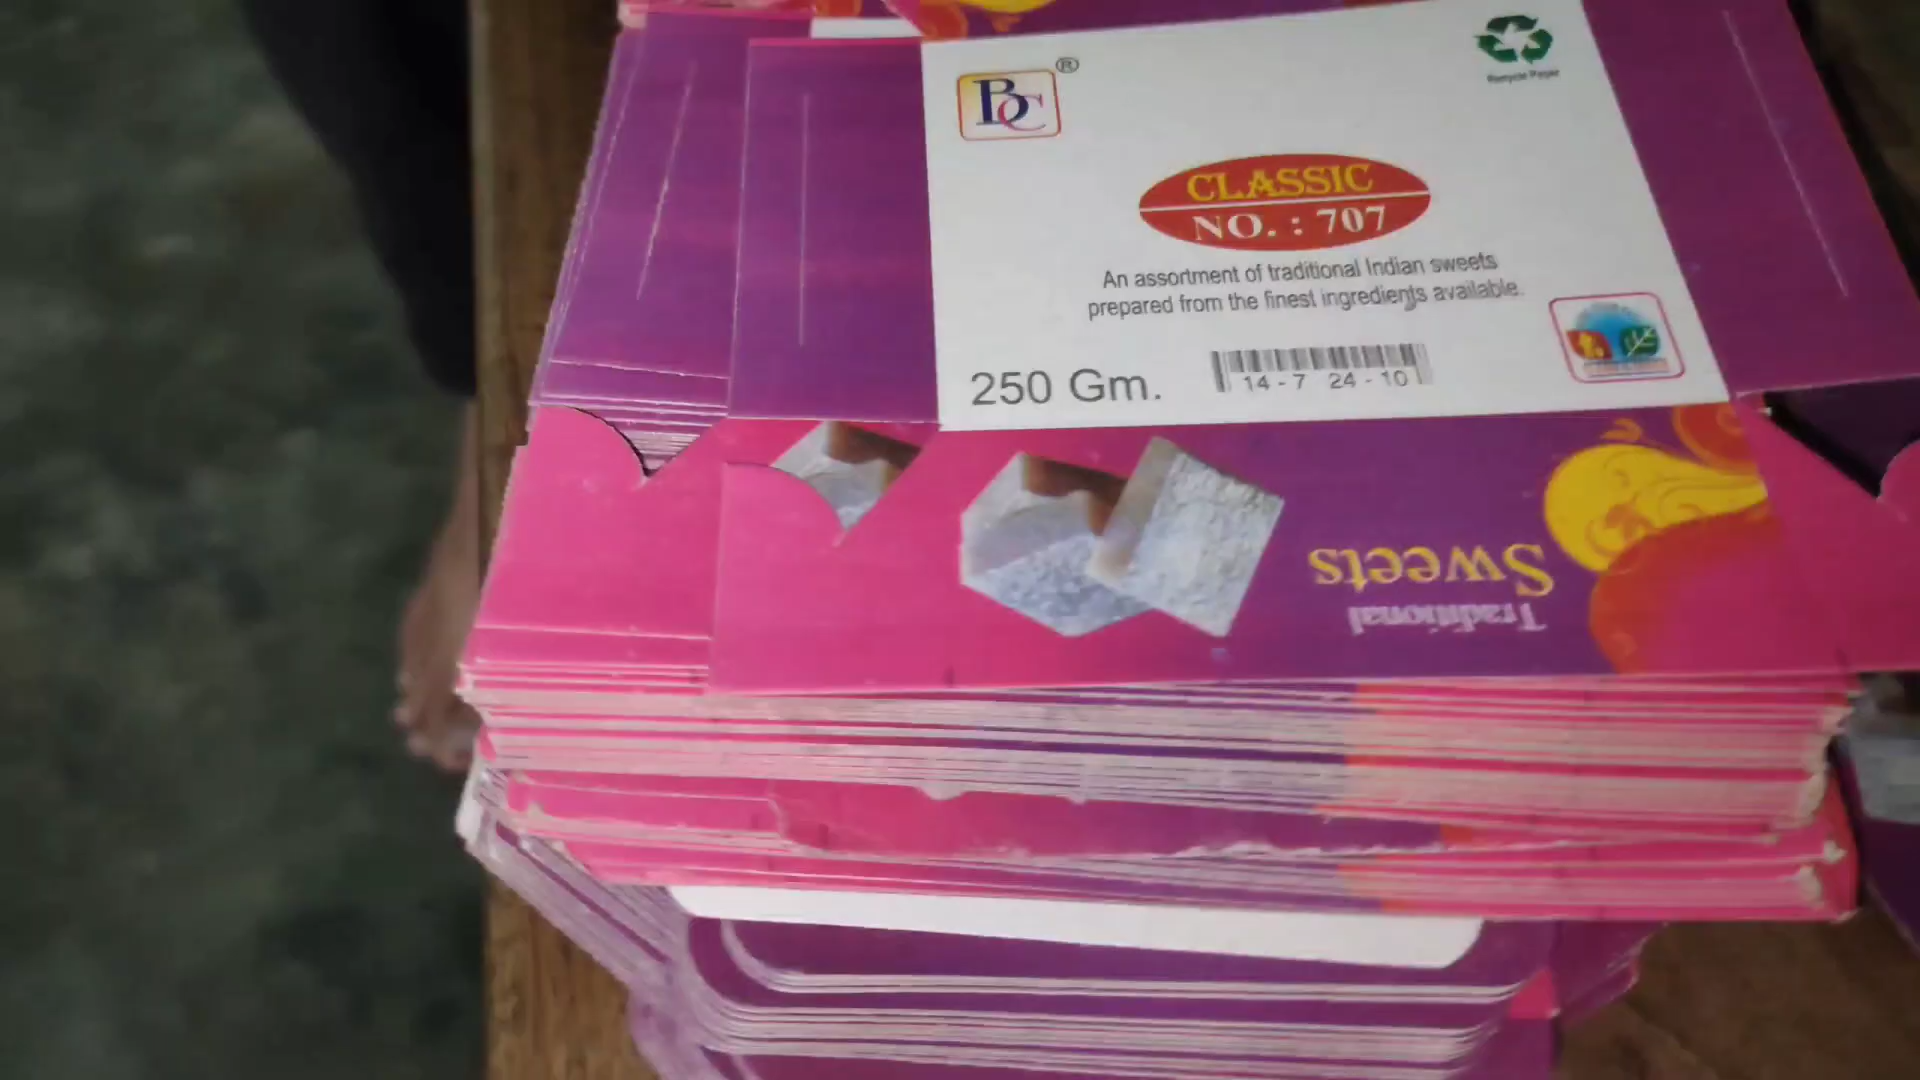 BC ®
Recycle Paper
CLASSIC
NO. : 707
An assortment of traditional Indian sweets
prepared from the finest ingredients available.
250 Gm.
14 - 7 24 - 10
Traditional
Sweets